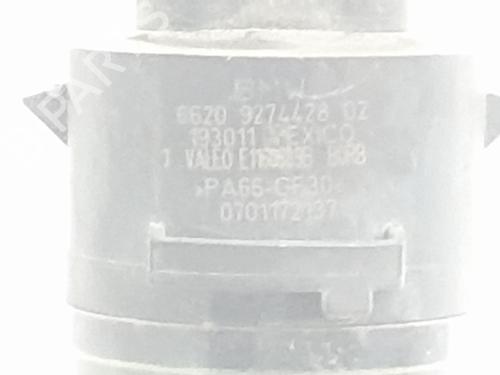 BMW
6620 9274428 02
193011 MEXICO
VALEO
>PA66-GF30<
0701172137